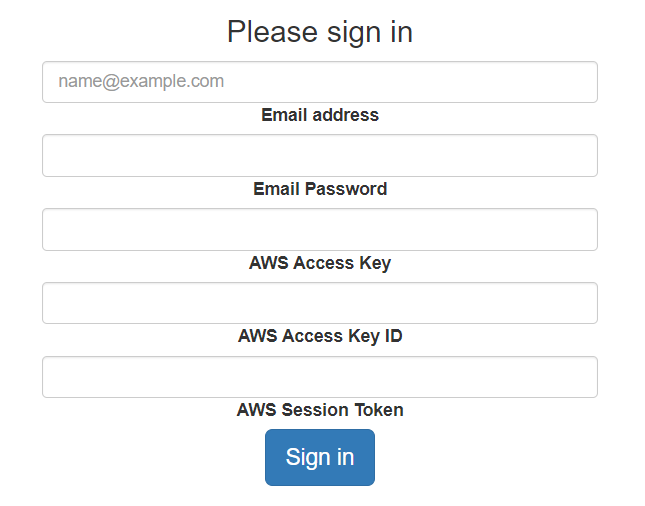 Please sign in
name@example.com
Email address
Email Password
AWS Access Key
AWS Access Key ID
AWS Session Token
Sign in